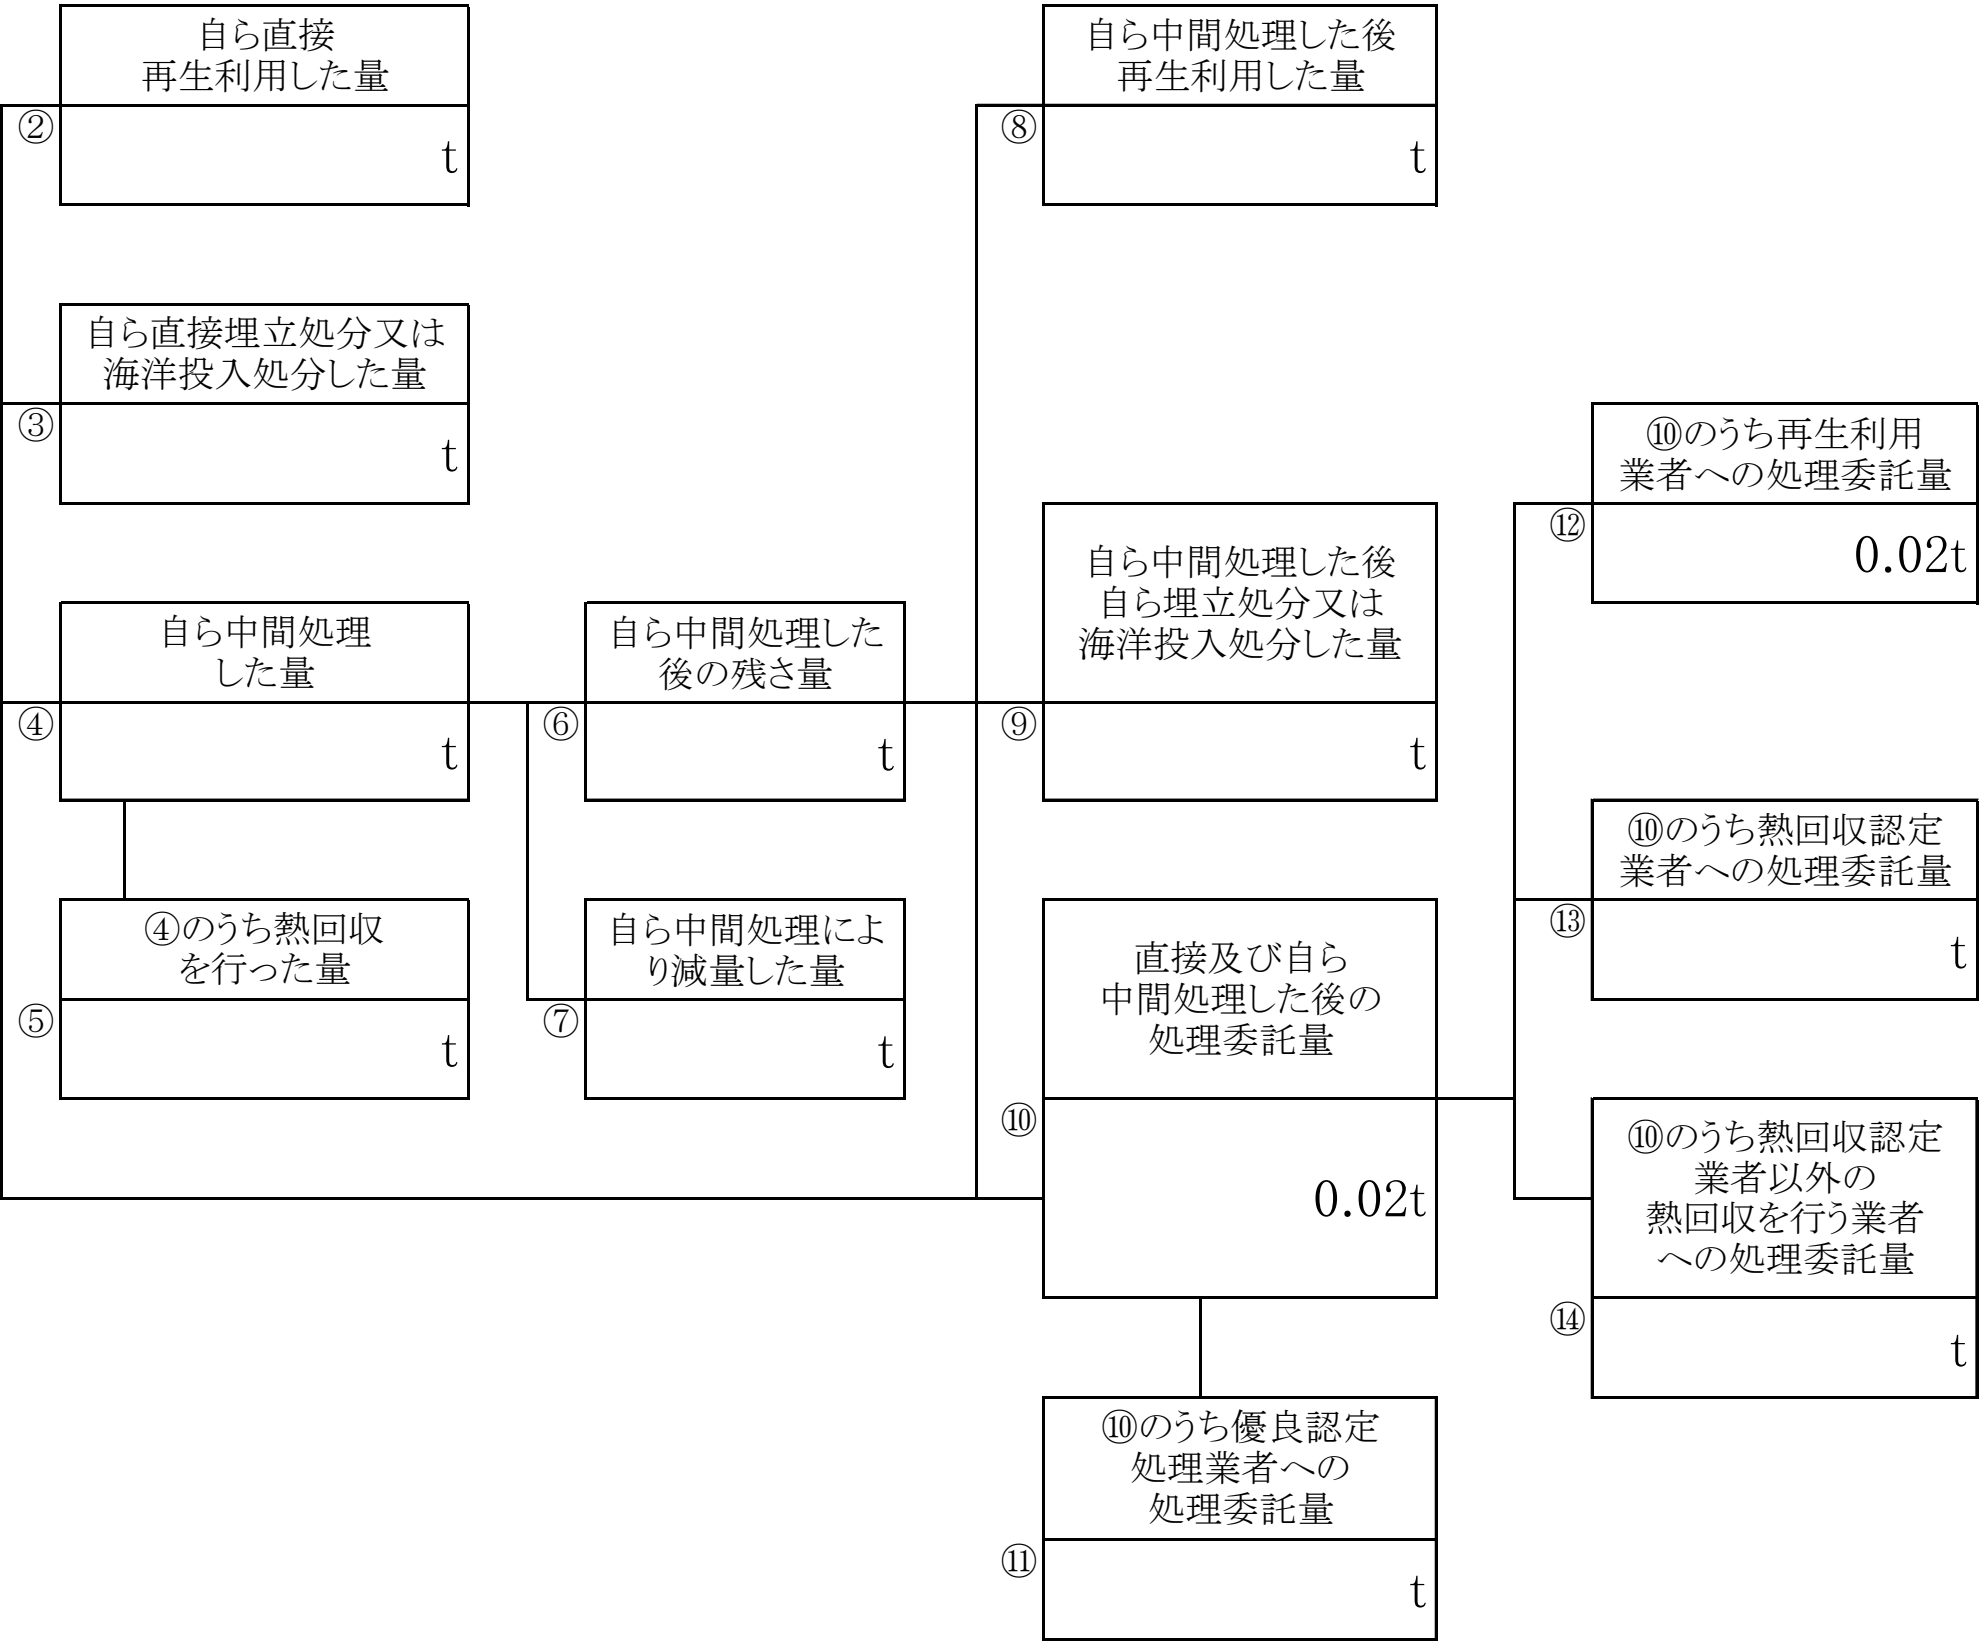 自ら直接
再生利用した量
②
t
自ら直接埋立処分又は
海洋投入処分した量
③
t
自ら中間処理
した量
④
t
④のうち熱回収
を行った量
⑤
t
自ら中間処理した
後の残さ量
⑥
t
自ら中間処理によ
り減量した量
⑦
t
自ら中間処理した後
再生利用した量
⑧
t
自ら中間処理した後
自ら埋立処分又は
海洋投入処分した量
⑨
t
直接及び自ら
中間処理した後の
処理委託量
⑩
0.02t
⑩のうち優良認定
処理業者への
処理委託量
⑪
t
⑩のうち再生利用
業者への処理委託量
⑫
0.02t
⑩のうち熱回収認定
業者への処理委託量
⑬
t
⑩のうち熱回収認定
業者以外の
熱回収を行う業者
への処理委託量
⑭
t